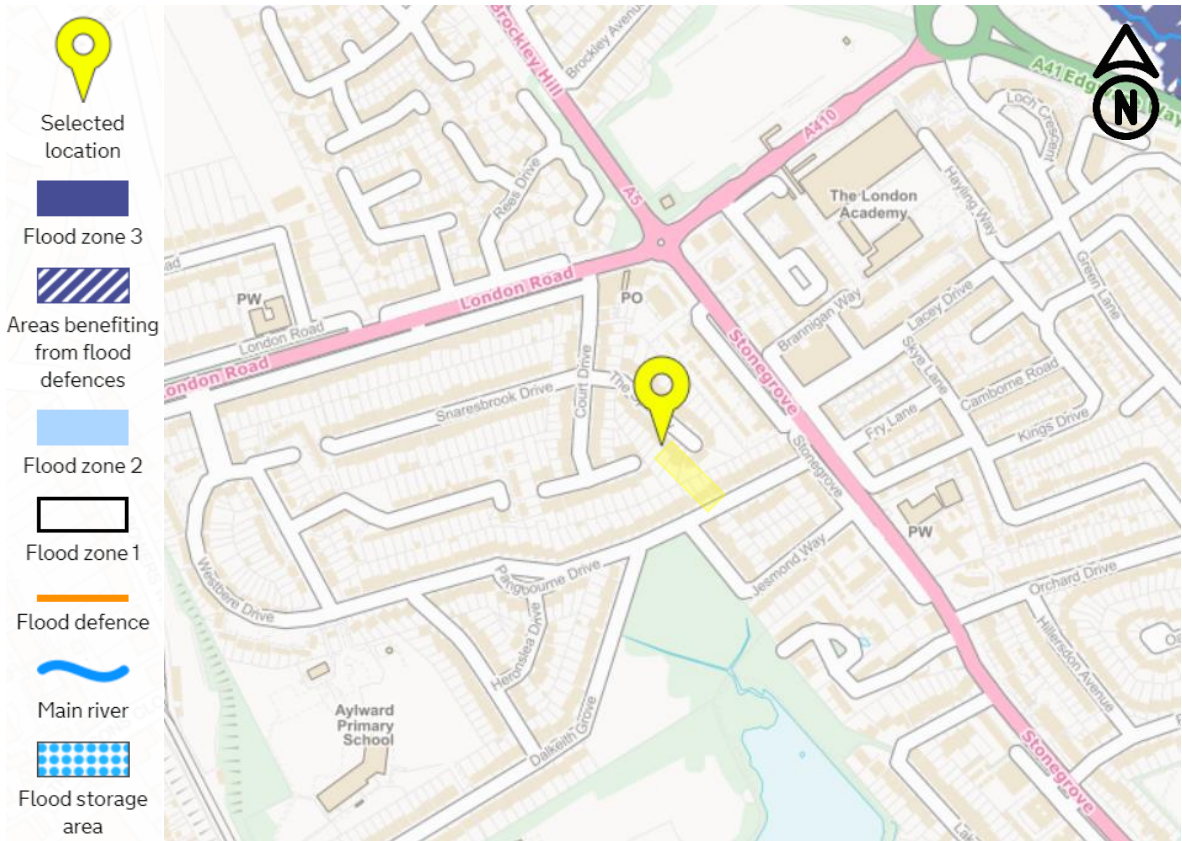 Selected
location
Flood zone 3
Areas benefiting
from flood
defences
Flood zone 2
Flood zone 1
Flood defence
Main river
Flood storage
area
Brockley Hill
Brockley Avenue
A41 Edgware Way
N
Loch Crescent
A410
Rees Drive
A5
The London
Academy
Hayling Way
Green Lane
PW
London Road
London Road
London Road
PO
Court Drive
Snaresbrook Drive
Stonegrove
Brannigan Way
Lacey Drive
Skye Lane
Camborne Road
Fry Lane
Kings Drive
Stonegrove
PW
Westbere Drive
Pangbourne Drive
Jesmond Way
Orchard Drive
Heronslea Drive
Hillersdon Avenue
Aylward
Primary
School
Dalkeith Grove
Stonegrove